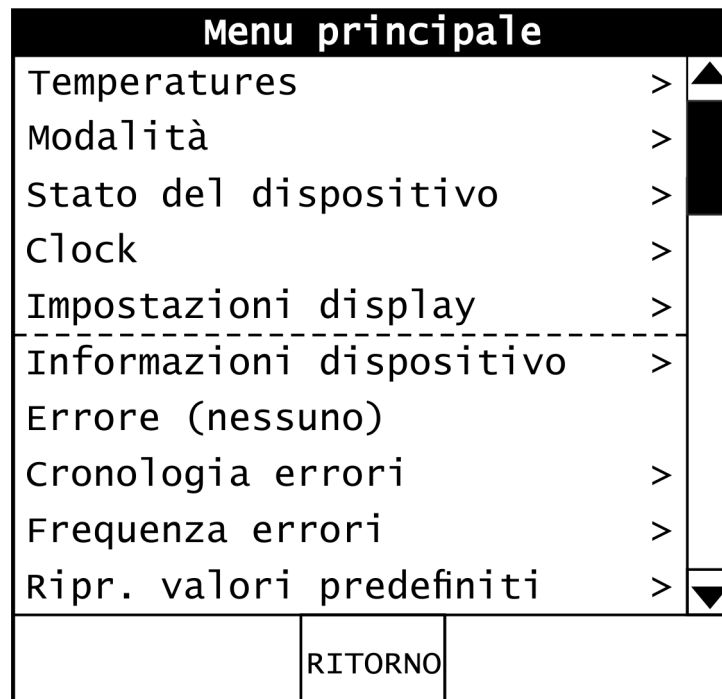 Menu principale
Temperatures >
Modalità >
Stato del dispositivo >
Clock >
Impostazioni display >
Informazioni dispositivo >
Errore (nessuno)
Cronologia errori >
Frequenza errori >
Ripr. valori predefiniti >
RITORNO